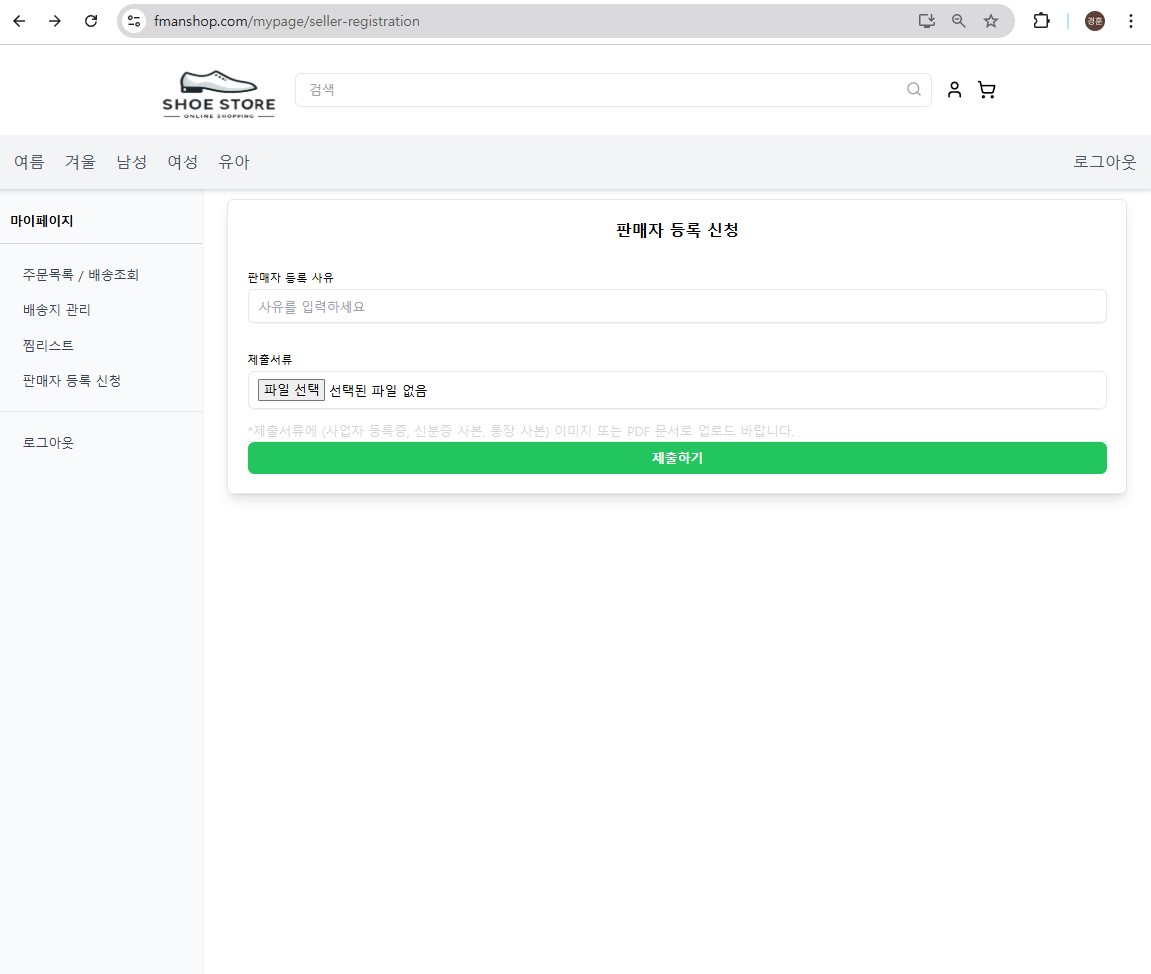 fmanshop.com/mypage/seller-registration
경훈
SHOE STORE
ONLINE SHOPPING
검색
여름 겨울 남성 여성 유아 로그아웃
마이페이지
주문목록 / 배송조회
배송지 관리
찜리스트
판매자 등록 신청
로그아웃
판매자 등록 신청
판매자 등록 사유
사유를 입력하세요
제출서류
파일 선택 선택된 파일 없음
*제출서류에 (사업자 등록증, 신분증 사본, 통장 사본) 이미지 또는 PDF 문서로 업로드 바랍니다.
제출하기